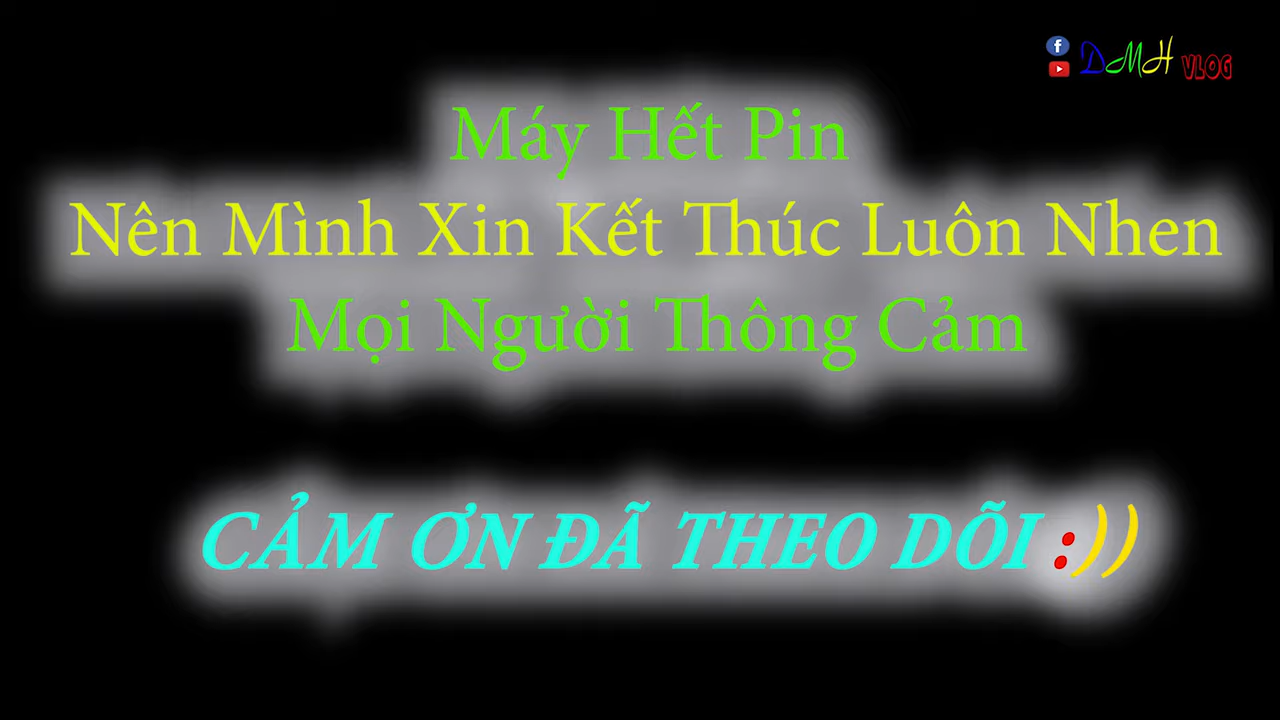 DMH VLOG
Máy Hết Pin
Nên Mình Xin Kết Thúc Luôn Nhen
Mọi Người Thông Cảm
CẢM ƠN ĐÃ THEO DÕI :))